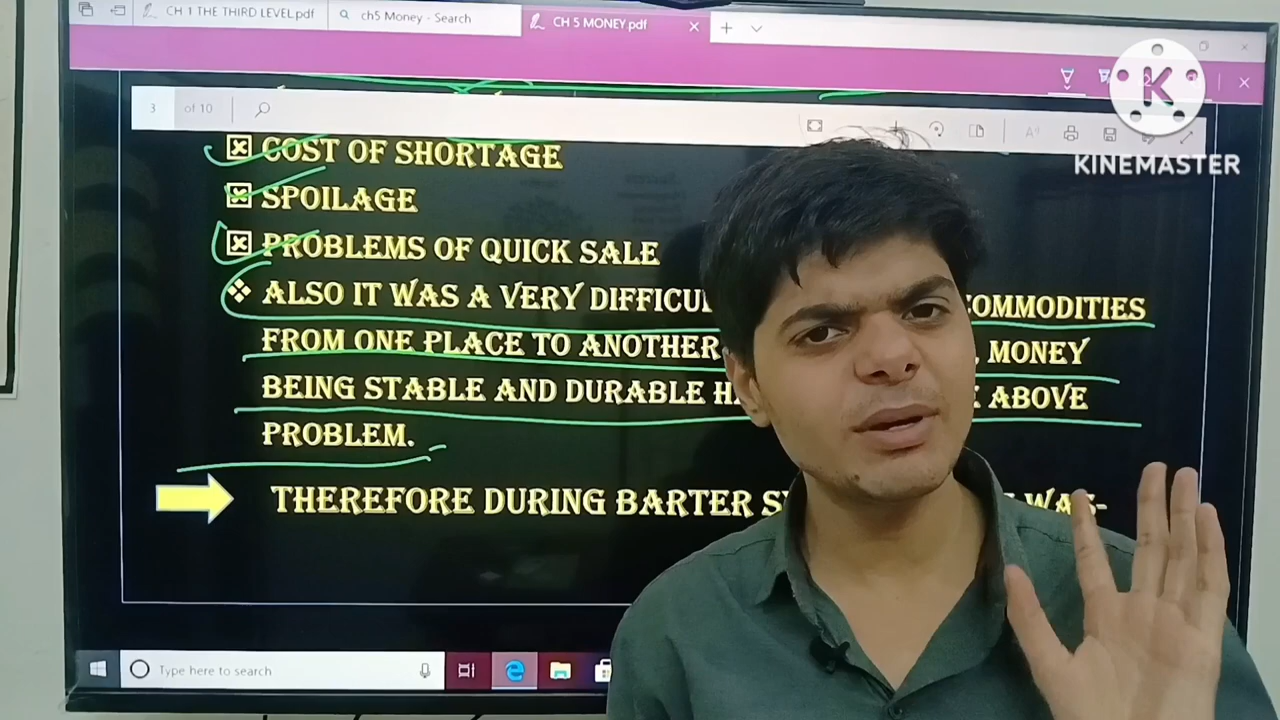 CH 1 THE THIRD LEVEL.pdf
ch5 Money - Search
CH 5 MONEY.pdf
3 of 10
K
KINEMASTER
COST OF SHORTAGE
SPOILAGE
PROBLEMS OF QUICK SALE
ALSO IT WAS A VERY COMMODITIES
FROM ONE PLACE TO ANOTHER MONEY
BEING STABLE AND DURABLE ABOVE
PROBLEM.
THEREFORE DURING BARTER WAS-
Type here to search